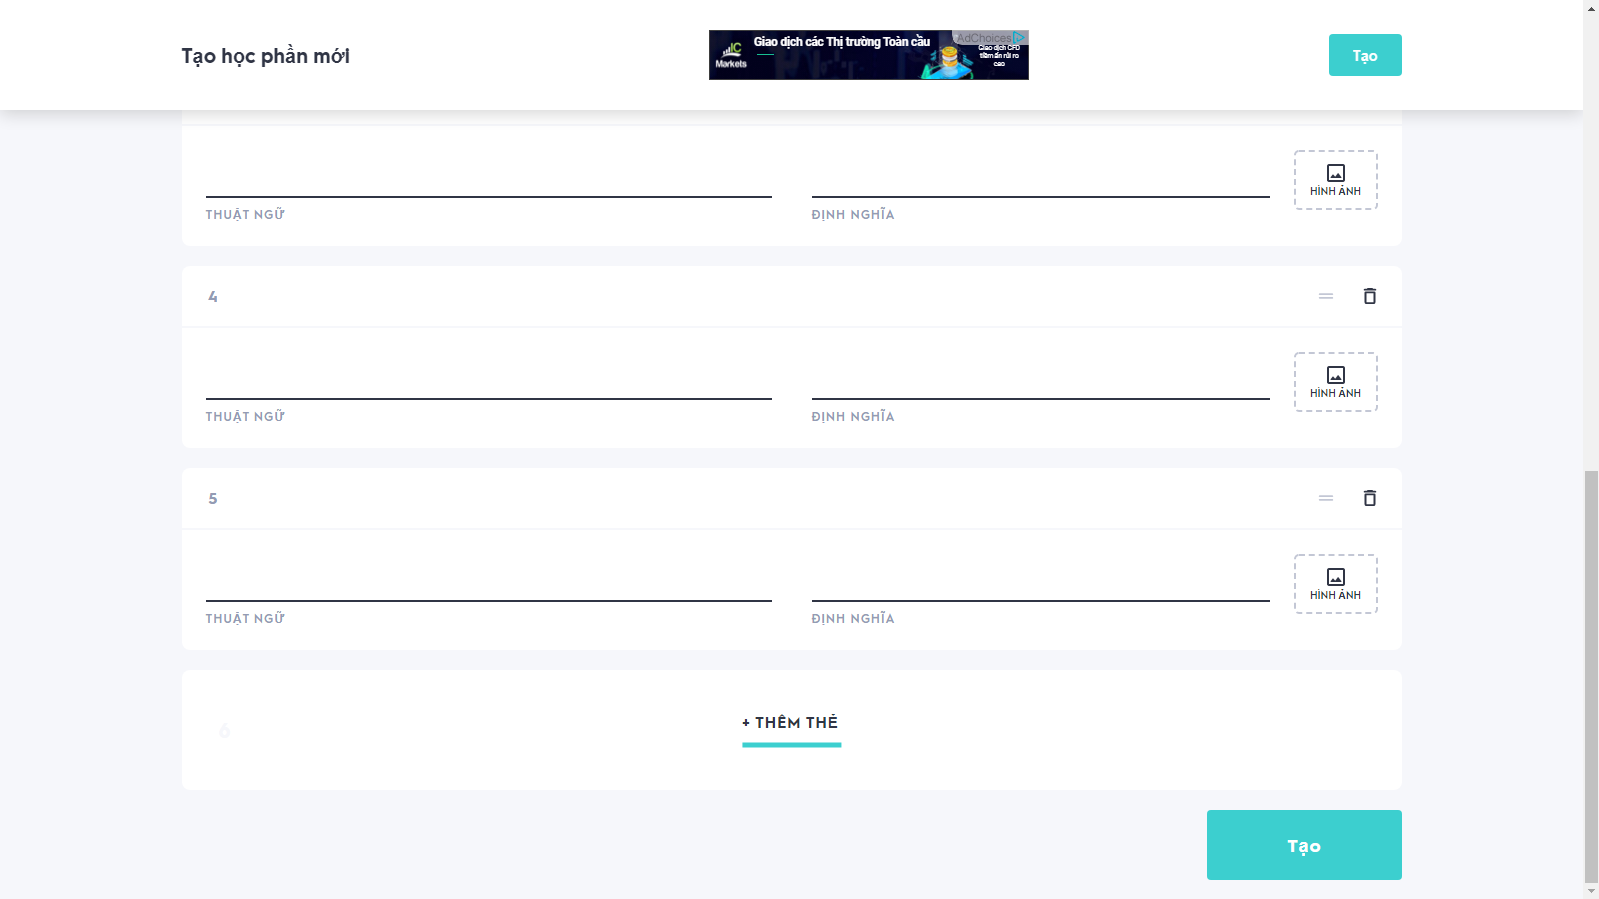 Tạo học phần mới
IC Markets
Giao dịch các Thị trường Toàn cầu
AdChoices
Giao dịch CFD
tiềm ẩn rủi ro
cao
Tạo
HÌNH ẢNH
THUẬT NGỮ
ĐỊNH NGHĨA
4
HÌNH ẢNH
THUẬT NGỮ
ĐỊNH NGHĨA
5
HÌNH ẢNH
THUẬT NGỮ
ĐỊNH NGHĨA
6
+ THÊM THẺ
Tạo